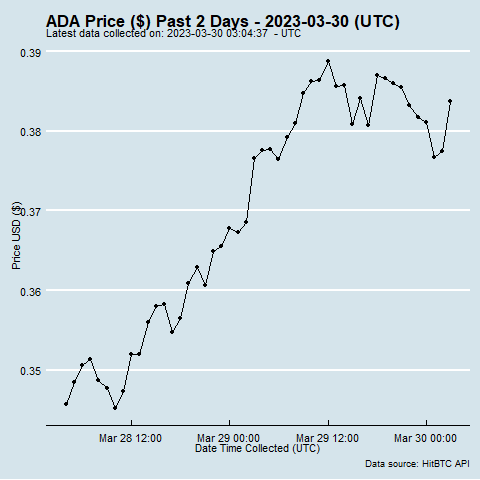 ADA Price ($) Past 2 Days - 2023-03-30 (UTC)
Latest data collected on: 2023-03-30 03:04:37 - UTC
0.39
0.38
0.37
0.36
0.35
Price USD ($)
Mar 28 12:00 Mar 29 00:00 Mar 29 12:00 Mar 30 00:00
Date Time Collected (UTC)
Data source: HitBTC API